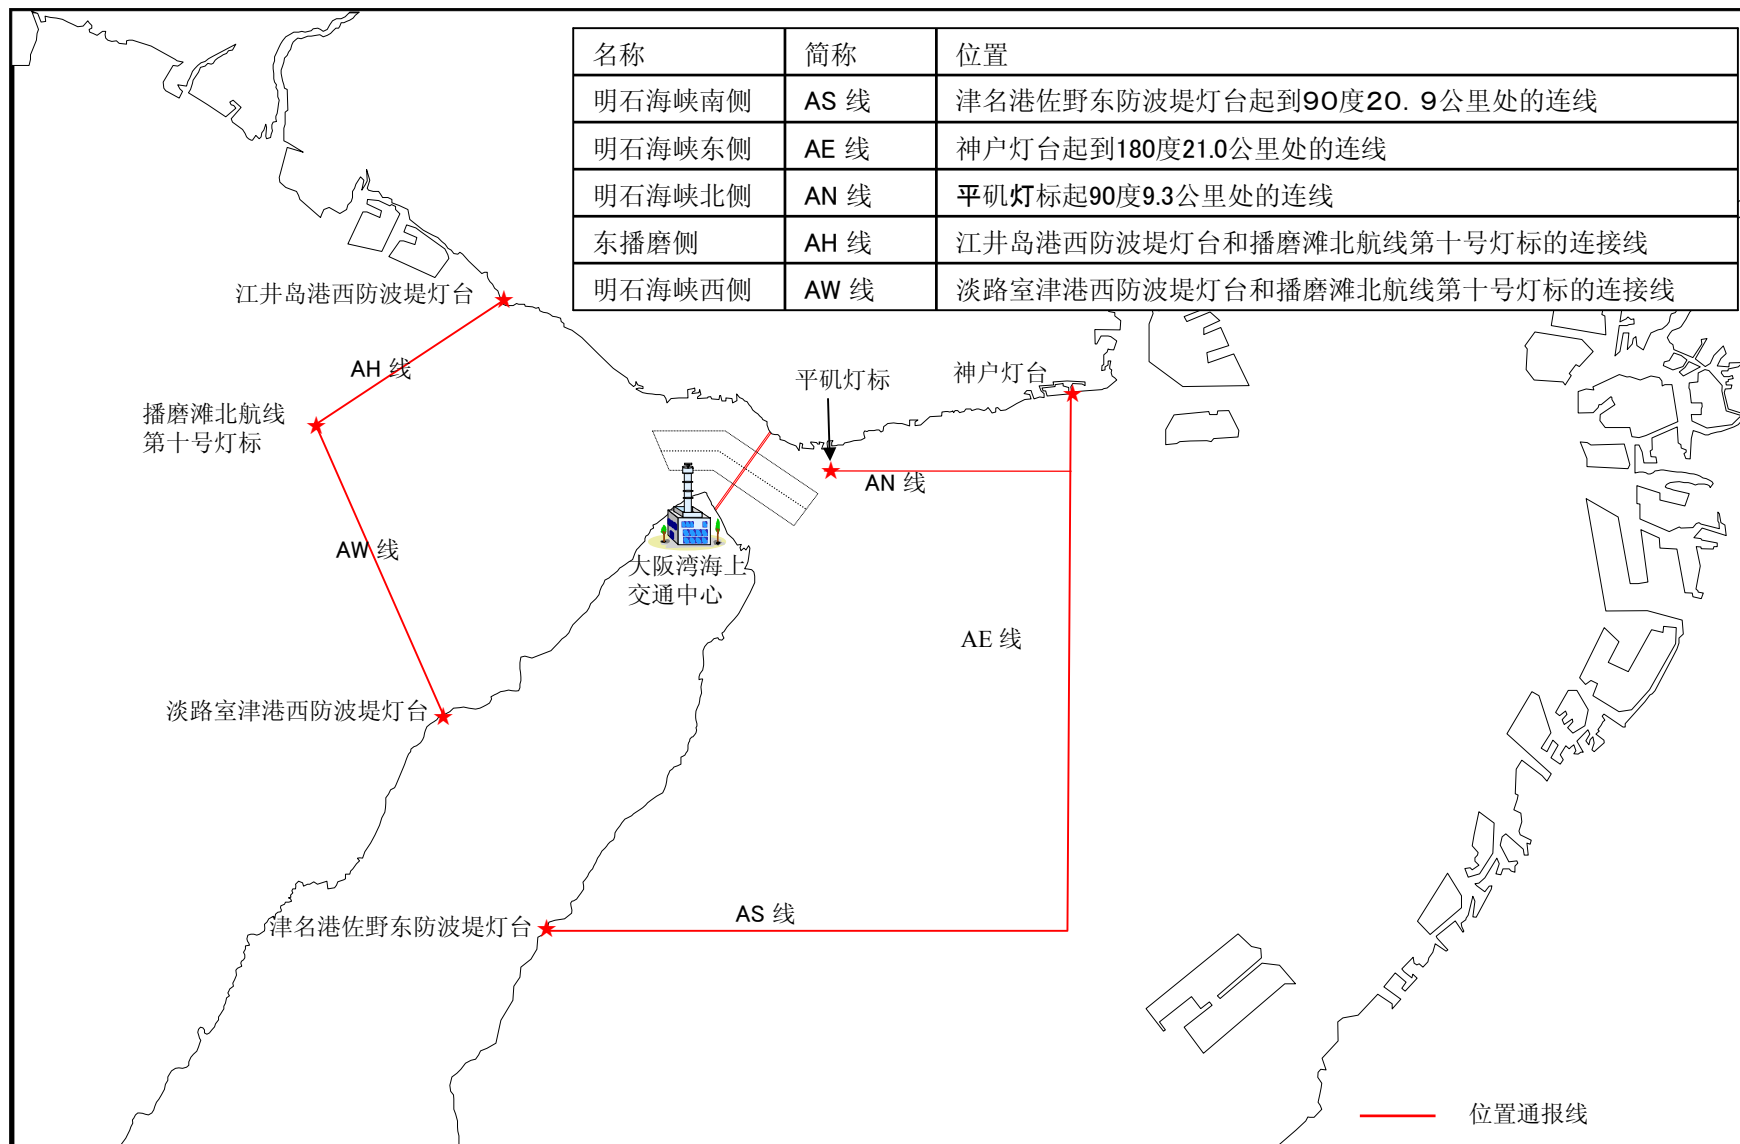 名称 简称 位置
明石海峡南侧 AS 线 津名港佐野东防波堤灯台起到90度20. 9公里处的连线
明石海峡东侧 AE 线 神户灯台起到180度21.0公里处的连线
明石海峡北侧 AN 线 平矶灯标起90度9.3公里处的连线
东播磨侧 AH 线 江井岛港西防波堤灯台和播磨滩北航线第十号灯标的连接线
明石海峡西侧 AW 线 淡路室津港西防波堤灯台和播磨滩北航线第十号灯标的连接线
江井岛港西防波堤灯台
AH 线
平矶灯标
神户灯台
播磨滩北航线
第十号灯标
AN 线
AW 线
大阪湾海上
交通中心
AE 线
淡路室津港西防波堤灯台
AS 线
津名港佐野东防波堤灯台
位置通报线